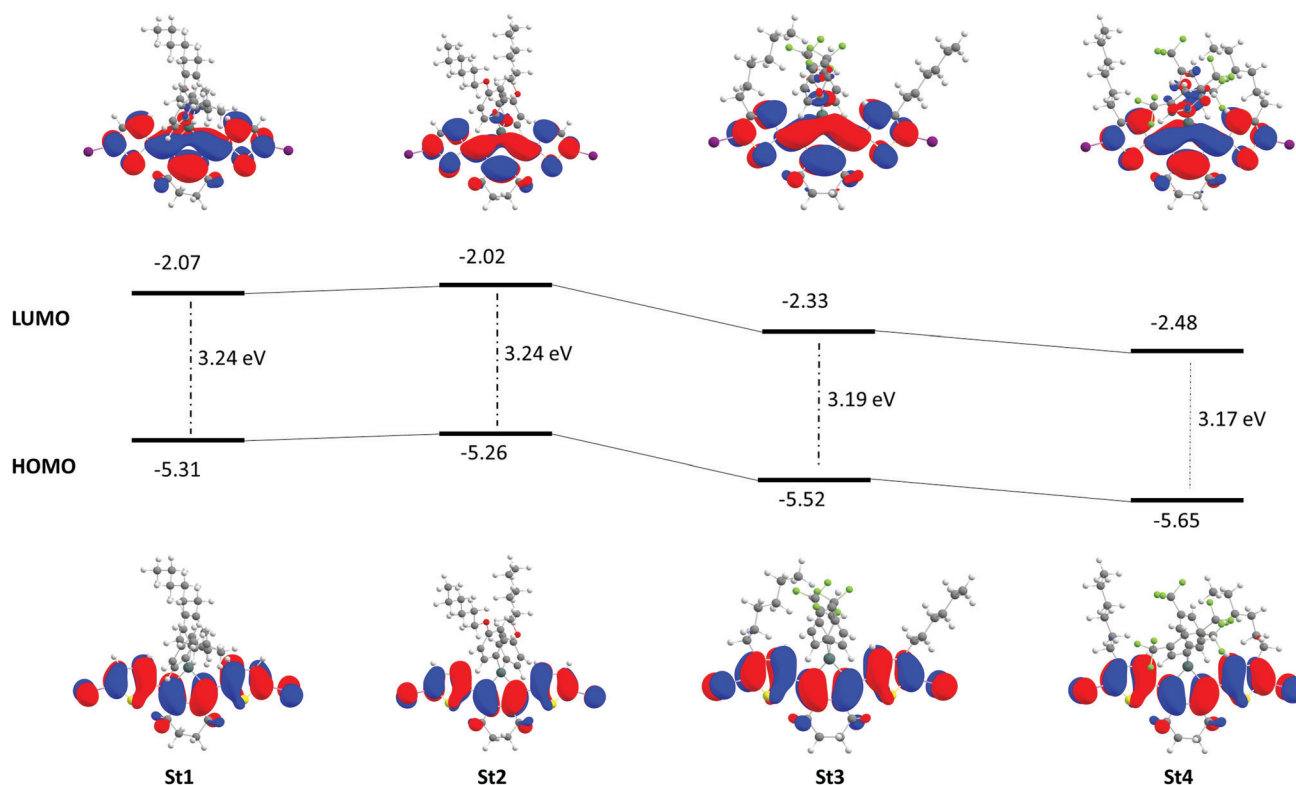 -2.07
-2.02
-2.33
-2.48
LUMO
3.24 eV
3.24 eV
3.19 eV
3.17 eV
HOMO
-5.31
-5.26
-5.52
-5.65
St1
St2
St3
St4